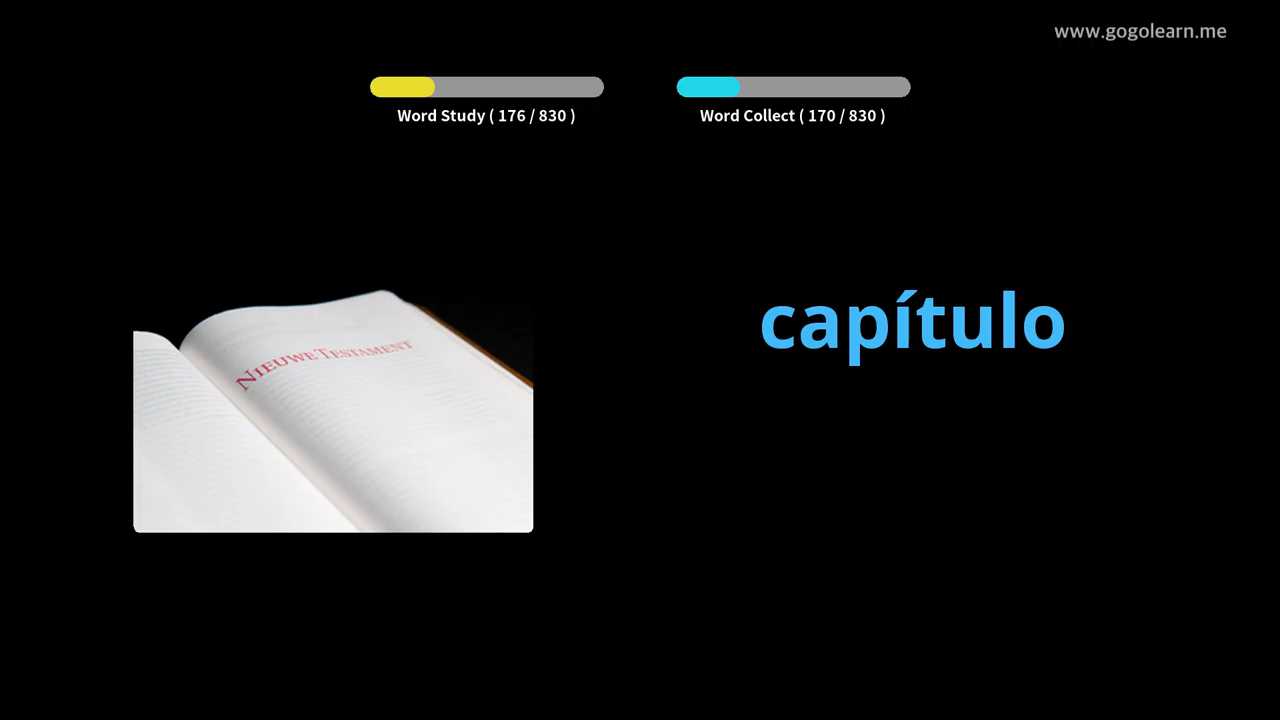 www.gogolearn.me
Word Study ( 176 / 830 )
Word Collect ( 170 / 830 )
capítulo
NIEUWE TESTAMENT